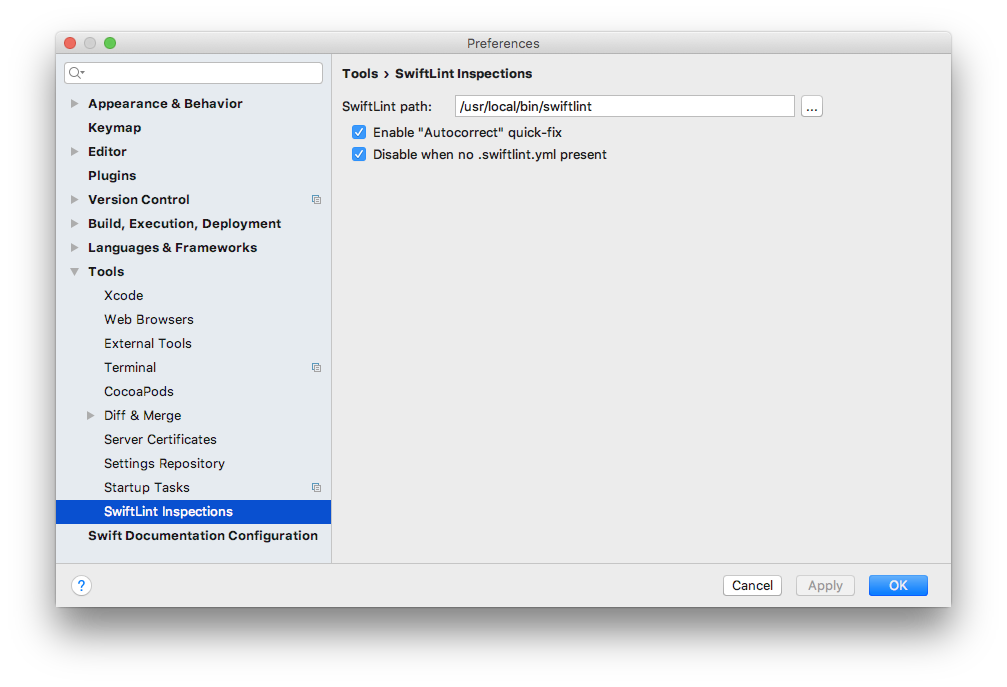 Preferences
Appearance & Behavior
Keymap
Editor
Plugins
Version Control
Build, Execution, Deployment
Languages & Frameworks
Tools
Xcode
Web Browsers
External Tools
Terminal
CocoaPods
Diff & Merge
Server Certificates
Settings Repository
Startup Tasks
SwiftLint Inspections
Swift Documentation Configuration
Tools › SwiftLint Inspections
SwiftLint path: /usr/local/bin/swiftlint ...
Enable "Autocorrect" quick-fix
Disable when no .swiftlint.yml present
? Cancel Apply OK